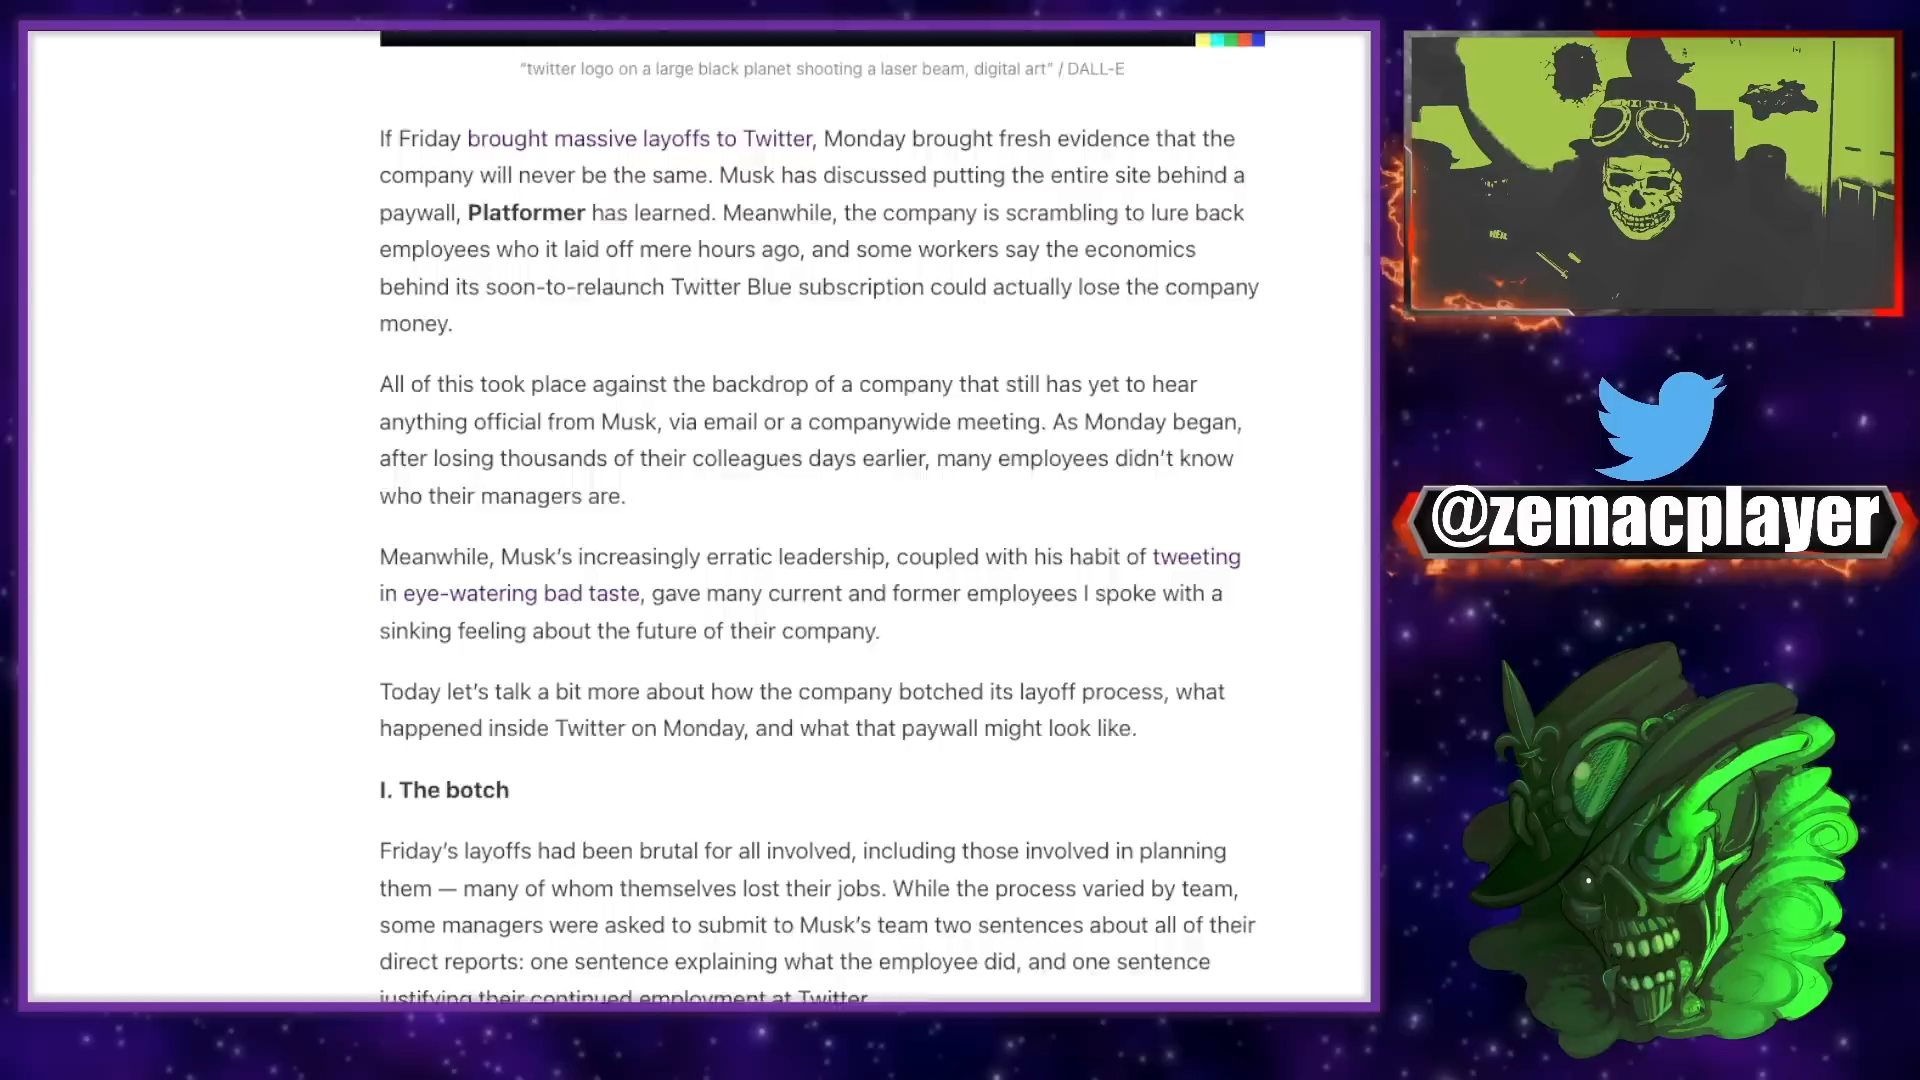 “twitter logo on a large black planet shooting a laser beam, digital art” / DALL-E
If Friday brought massive layoffs to Twitter, Monday brought fresh evidence that the
company will never be the same. Musk has discussed putting the entire site behind a
paywall, Platformer has learned. Meanwhile, the company is scrambling to lure back
employees who it laid off mere hours ago, and some workers say the economics
behind its soon-to-relaunch Twitter Blue subscription could actually lose the company
money.
All of this took place against the backdrop of a company that still has yet to hear
anything official from Musk, via email or a companywide meeting. As Monday began,
after losing thousands of their colleagues days earlier, many employees didn’t know
who their managers are.
Meanwhile, Musk’s increasingly erratic leadership, coupled with his habit of tweeting
in eye-watering bad taste, gave many current and former employees I spoke with a
sinking feeling about the future of their company.
Today let’s talk a bit more about how the company botched its layoff process, what
happened inside Twitter on Monday, and what that paywall might look like.
I. The botch
Friday’s layoffs had been brutal for all involved, including those involved in planning
them — many of whom themselves lost their jobs. While the process varied by team,
some managers were asked to submit to Musk’s team two sentences about all of their
direct reports: one sentence explaining what the employee did, and one sentence
justifying their continued employment at Twitter.
@zemacplayer